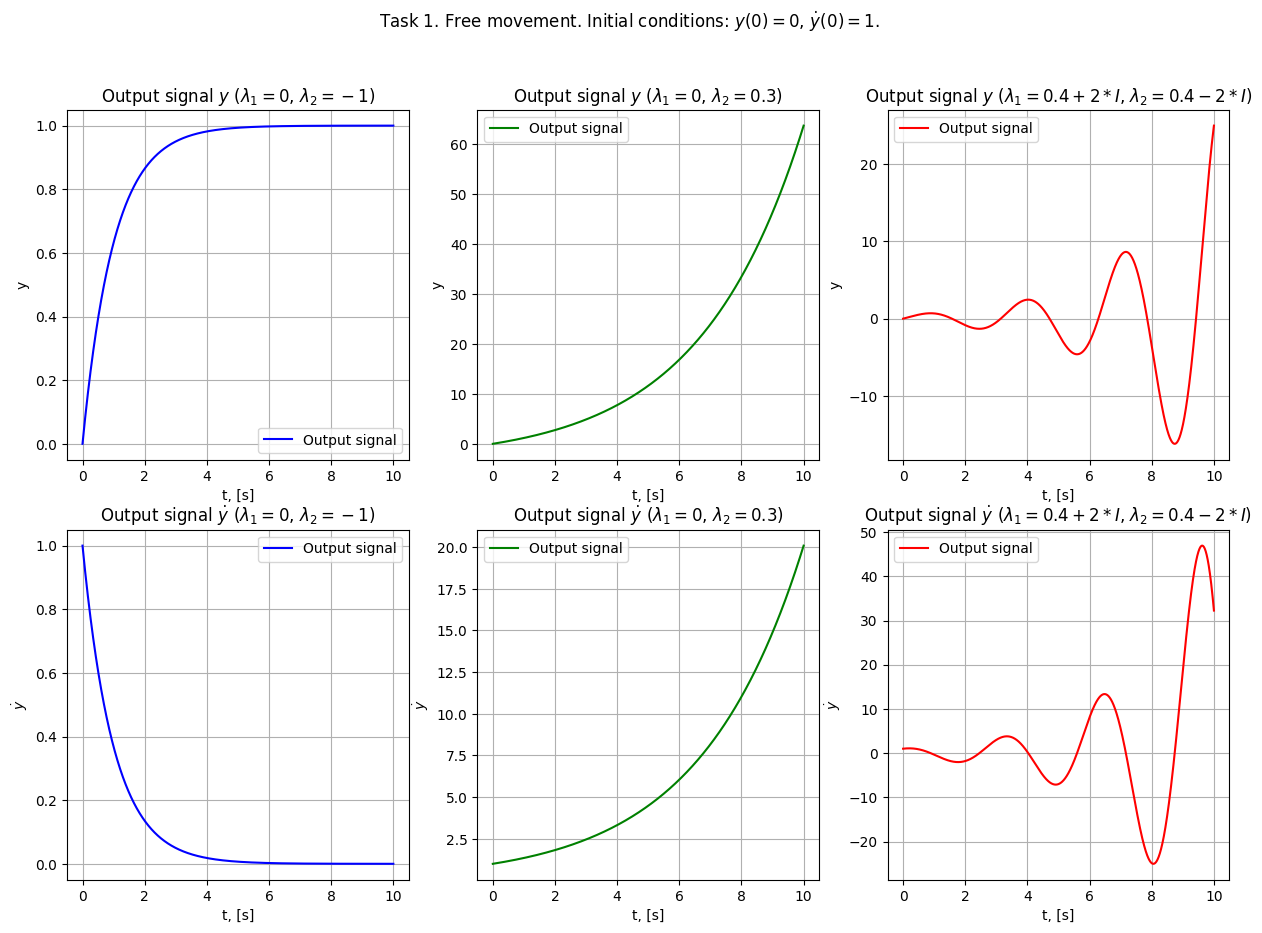 Task 1. Free movement. Initial conditions: y(0) = 0, ẏ(0) = 1.
Output signal y (λ₁ = 0, λ₂ = −1)
Output signal
1.0
0.8
0.6
0.4
0.2
0.0
y
0 2 4 6 8 10
t, [s]
Output signal y (λ₁ = 0, λ₂ = 0.3)
Output signal
60
50
40
30
20
10
0
y
0 2 4 6 8 10
t, [s]
Output signal y (λ₁ = 0.4 + 2 * I, λ₂ = 0.4 − 2 * I)
Output signal
20
10
0
−10
y
0 2 4 6 8 10
t, [s]
Output signal ẏ (λ₁ = 0, λ₂ = −1)
Output signal
1.0
0.8
0.6
0.4
0.2
0.0
ẏ
0 2 4 6 8 10
t, [s]
Output signal ẏ (λ₁ = 0, λ₂ = 0.3)
Output signal
20.0
17.5
15.0
12.5
10.0
7.5
5.0
2.5
ẏ
0 2 4 6 8 10
t, [s]
Output signal ẏ (λ₁ = 0.4 + 2 * I, λ₂ = 0.4 − 2 * I)
Output signal
50
40
30
20
10
0
−10
−20
ẏ
0 2 4 6 8 10
t, [s]